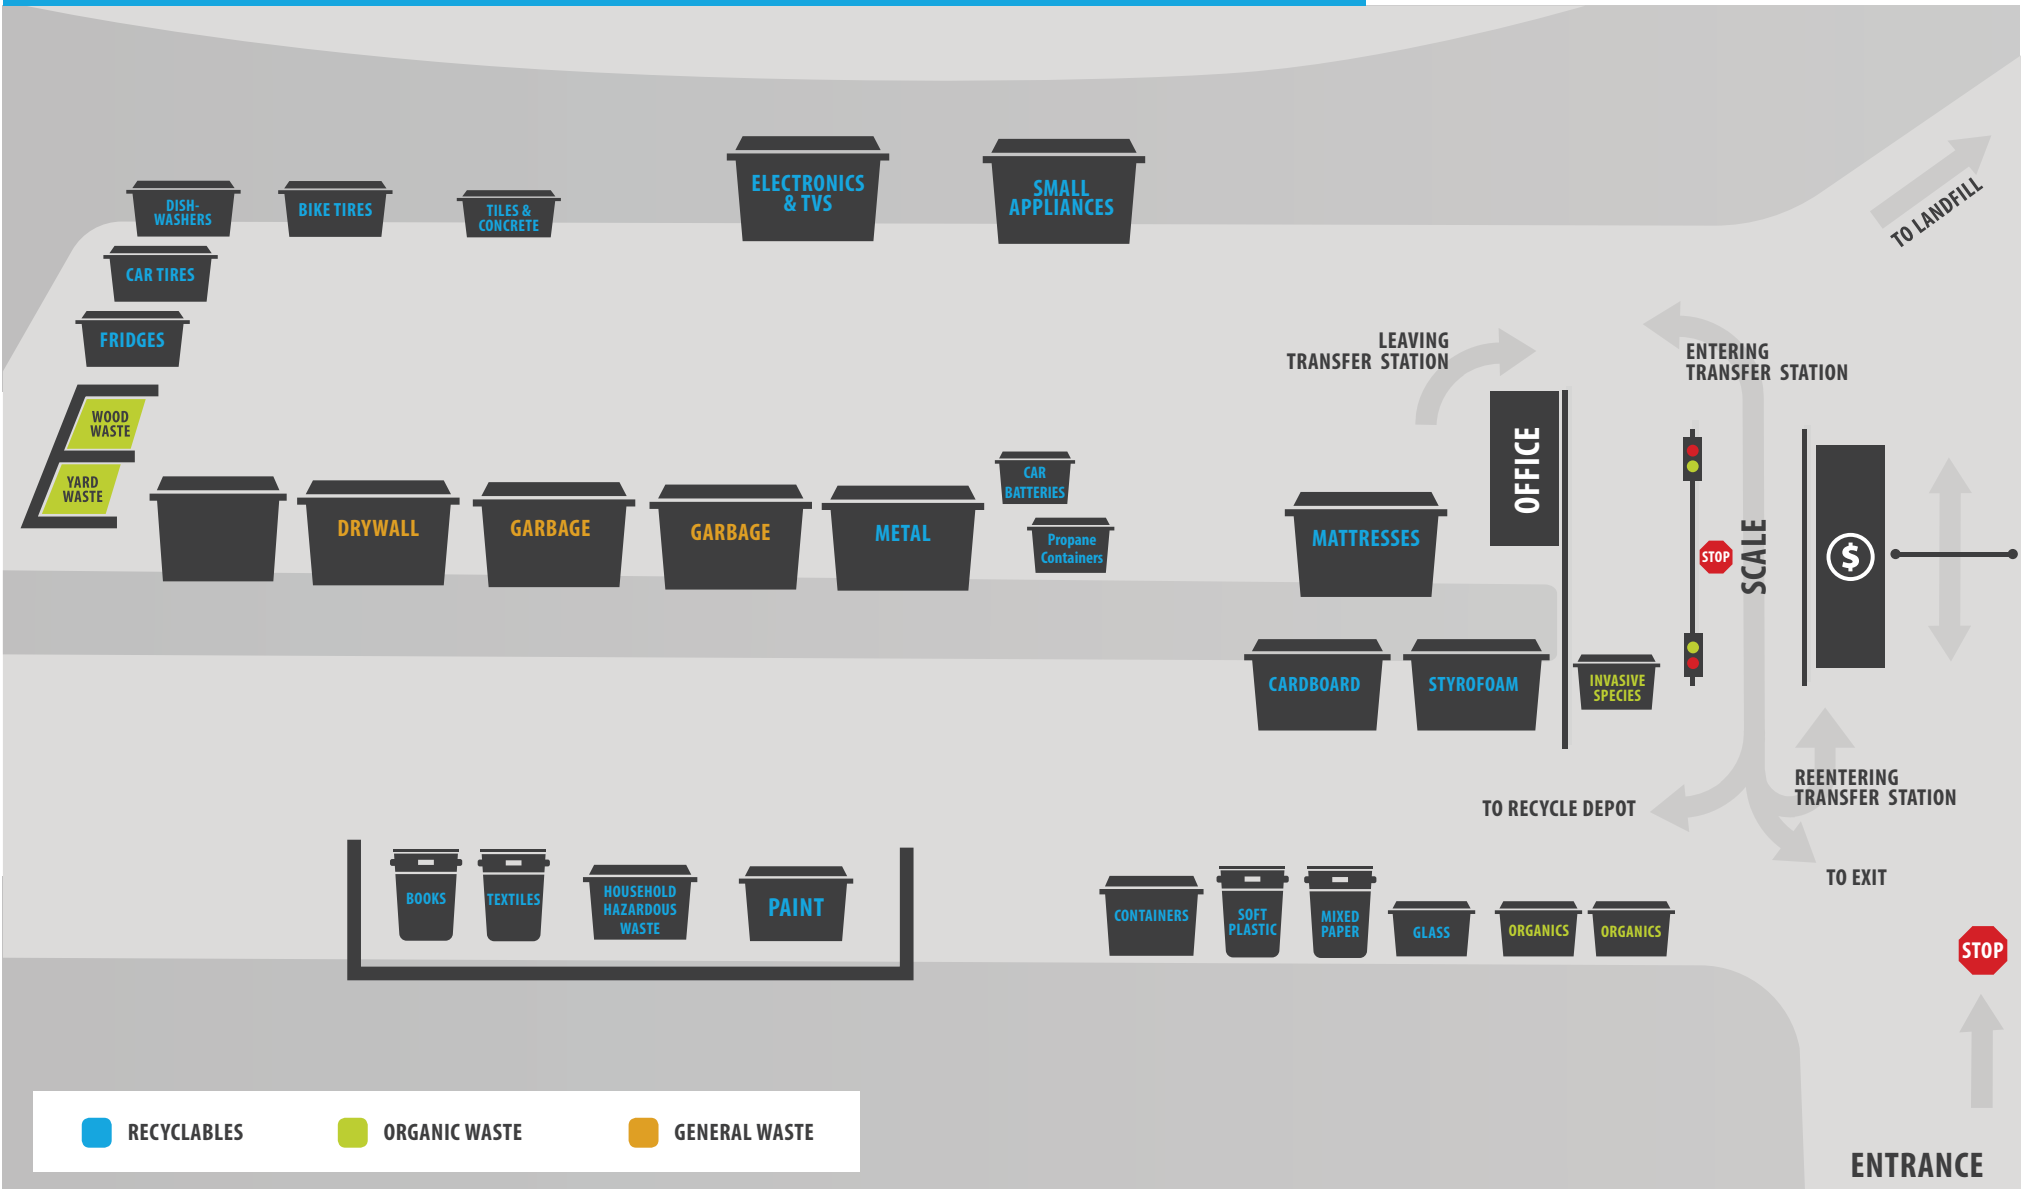 ELECTRONICS
& TVS
SMALL
APPLIANCES
DISH-
WASHERS
BIKE TIRES
TILES &
CONCRETE
TO LANDFILL
CAR TIRES
FRIDGES
LEAVING
TRANSFER STATION
ENTERING
TRANSFER STATION
WOOD
WASTE
YARD
WASTE
DRYWALL
GARBAGE
GARBAGE
METAL
CAR
BATTERIES
Propane
Containers
MATTRESSES
OFFICE
STOP
SCALE
$
CARDBOARD
STYROFOAM
INVASIVE
SPECIES
REENTERING
TRANSFER STATION
TO RECYCLE DEPOT
TO EXIT
BOOKS
TEXTILES
HOUSEHOLD
HAZARDOUS
WASTE
PAINT
CONTAINERS
SOFT
PLASTIC
MIXED
PAPER
GLASS
ORGANICS
ORGANICS
STOP
RECYCLABLES
ORGANIC WASTE
GENERAL WASTE
ENTRANCE